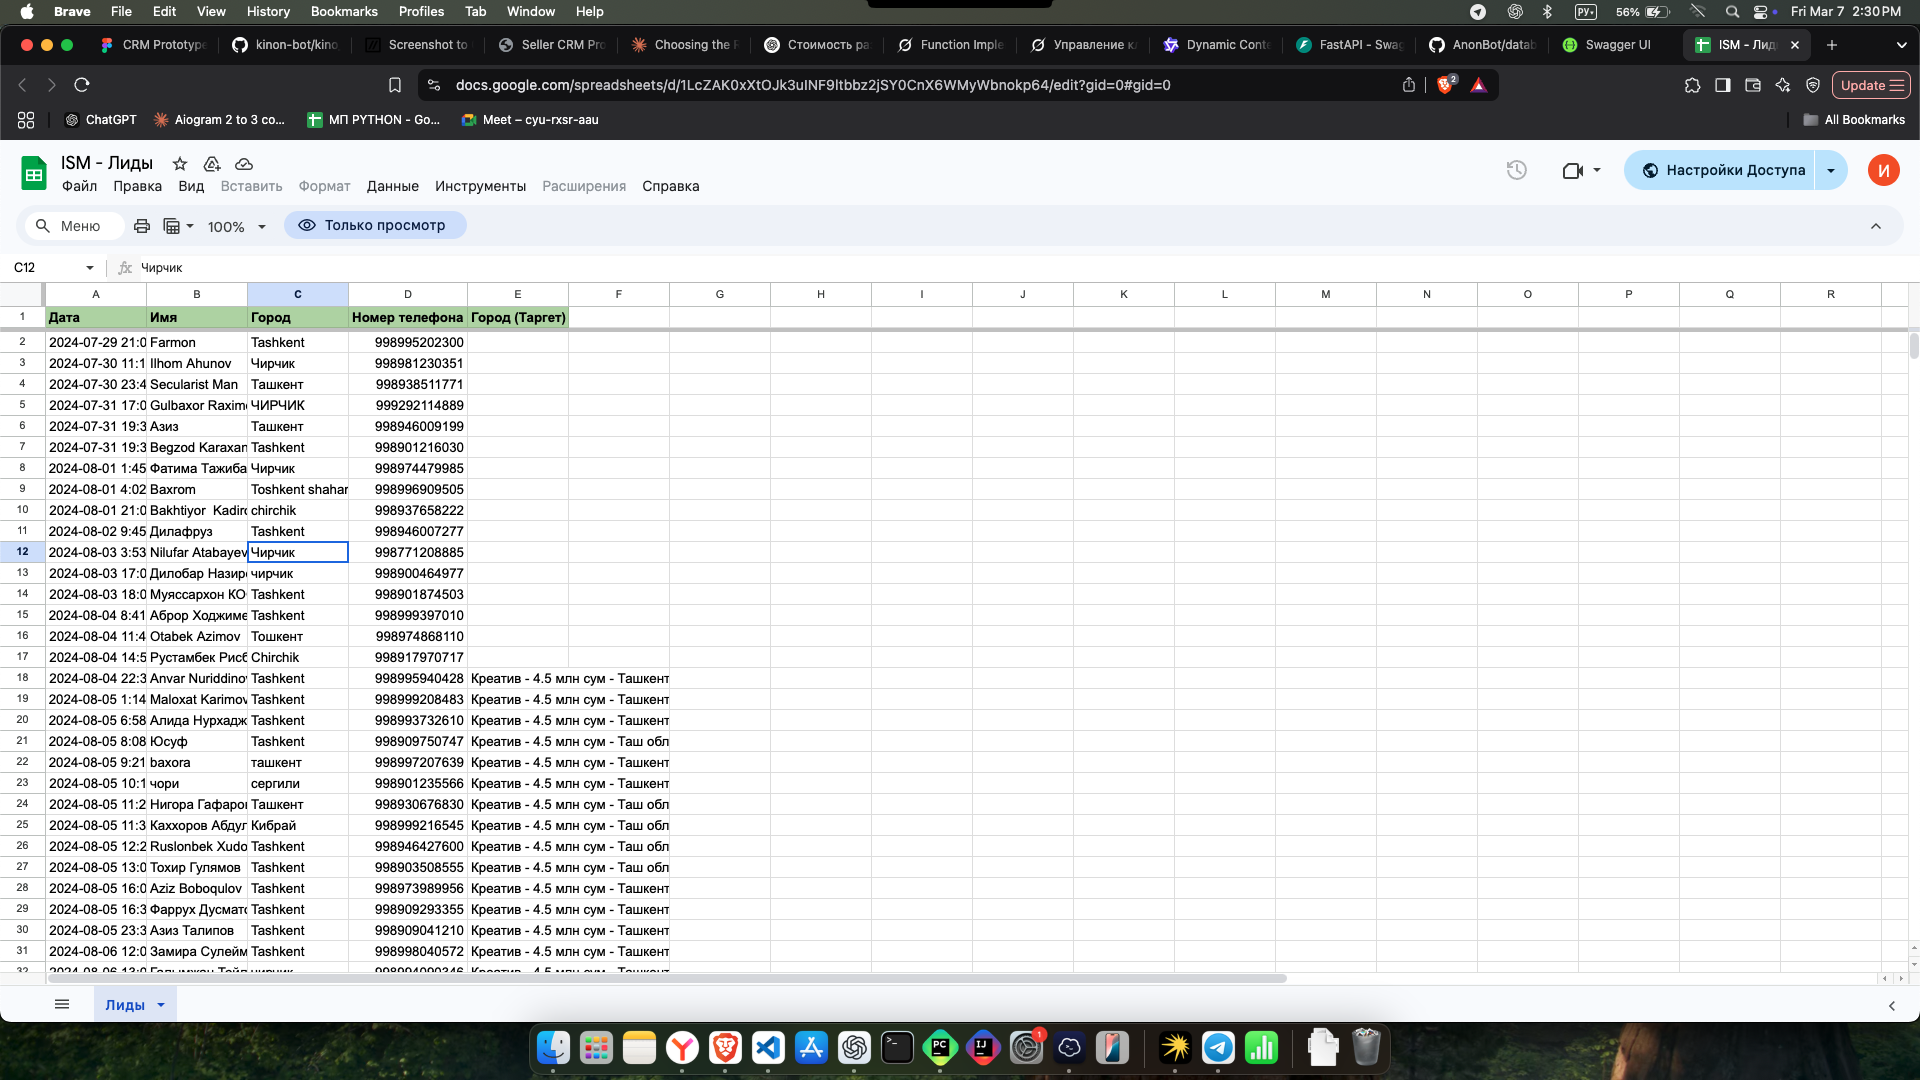 Brave File Edit View History Bookmarks Profiles Tab Window Help РУ 56% Fri Mar 7 2:30 PM
CRM Prototype kinon-bot/kino Screenshot to Seller CRM Pro Choosing the Стоимость ра Function Imple Управление Dynamic Conte FastAPI - Swag AnonBot/datab Swagger UI ISM - Лид
docs.google.com/spreadsheets/d/1LcZAK0xXtOJk3uINF9ltbbz2jSY0CnX6WMyWbnokp64/edit?gid=0#gid=0 2 Update
ChatGPT Aiogram 2 to 3 co... МП PYTHON - Go... Meet – cyu-rxsr-aau All Bookmarks
ISM - Лиды
Файл Правка Вид Вставить Формат Данные Инструменты Расширения Справка
Настройки Доступа И
Меню 100% Только просмотр
C12 fx Чирчик
A B C D E F G H I J K L M N O P Q R
1 Дата Имя Город Номер телефона Город (Таргет)
2 2024-07-29 21:0 Farmon Tashkent 998995202300
3 2024-07-30 11:1 Ilhom Ahunov Чирчик 998981230351
4 2024-07-30 23:4 Secularist Man Ташкент 998938511771
5 2024-07-31 17:0 Gulbaxor Raxim ЧИРЧИК 999292114889
6 2024-07-31 19:3 Азиз Ташкент 998946009199
7 2024-07-31 19:3 Begzod Karaxan Tashkent 998901216030
8 2024-08-01 1:45 Фатима Тажиба Чирчик 998974479985
9 2024-08-01 4:02 Baxrom Toshkent shahar 998996909505
10 2024-08-01 21:0 Bakhtiyor Kadir chirchik 998937658222
11 2024-08-02 9:45 Дилафруз Tashkent 998946007277
12 2024-08-03 3:53 Nilufar Atabayev Чирчик 998771208885
13 2024-08-03 17:0 Дилобар Назир чирчик 998900464977
14 2024-08-03 18:0 Муяссархон КО Tashkent 998901874503
15 2024-08-04 8:41 Аброр Ходжиме Tashkent 998999397010
16 2024-08-04 11:4 Otabek Azimov Тошкент 998974868110
17 2024-08-04 14:5 Рустамбек Рисб Chirchik 998917970717
18 2024-08-04 22:3 Anvar Nuriddino Tashkent 998995940428 Креатив - 4.5 млн сум - Ташкент
19 2024-08-05 1:14 Maloxat Karimov Tashkent 998999208483 Креатив - 4.5 млн сум - Ташкент
20 2024-08-05 6:58 Алида Нурхадж Tashkent 998993732610 Креатив - 4.5 млн сум - Ташкент
21 2024-08-05 8:08 Юсуф Tashkent 998909750747 Креатив - 4.5 млн сум - Таш обл
22 2024-08-05 9:21 baxora ташкент 998997207639 Креатив - 4.5 млн сум - Ташкент
23 2024-08-05 10:1 чори сергили 998901235566 Креатив - 4.5 млн сум - Ташкент
24 2024-08-05 11:2 Нигора Гафаро Ташкент 998930676830 Креатив - 4.5 млн сум - Таш обл
25 2024-08-05 11:3 Каххоров Абдул Кибрай 998999216545 Креатив - 4.5 млн сум - Таш обл
26 2024-08-05 12:2 Ruslonbek Xudo Tashkent 998946427600 Креатив - 4.5 млн сум - Таш обл
27 2024-08-05 13:0 Тохир Гулямов Tashkent 998903508555 Креатив - 4.5 млн сум - Таш обл
28 2024-08-05 16:0 Aziz Boboqulov Tashkent 998973989956 Креатив - 4.5 млн сум - Ташкент
29 2024-08-05 16:3 Фаррух Дусмат Tashkent 998909293355 Креатив - 4.5 млн сум - Ташкент
30 2024-08-05 23:3 Азиз Талипов Tashkent 998909041210 Креатив - 4.5 млн сум - Ташкент
31 2024-08-06 12:0 Замира Сулейм Tashkent 998998040572 Креатив - 4.5 млн сум - Ташкент
Лиды
PC IJ 1